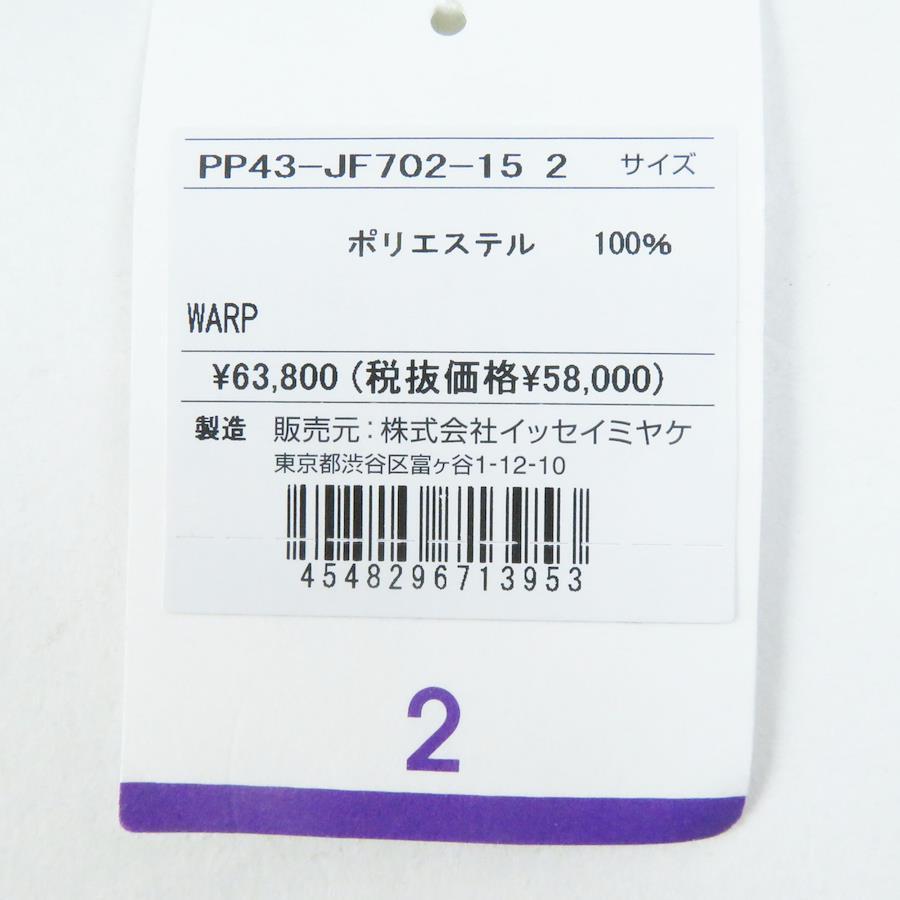 PP43-JF702-15 2 サイズ
ポリエステル 100%
WARP
¥63,800 (税抜価格¥58,000)
製造 販売元:株式会社イッセイミヤケ
東京都渋谷区富ヶ谷1-12-10
4548296713953
2